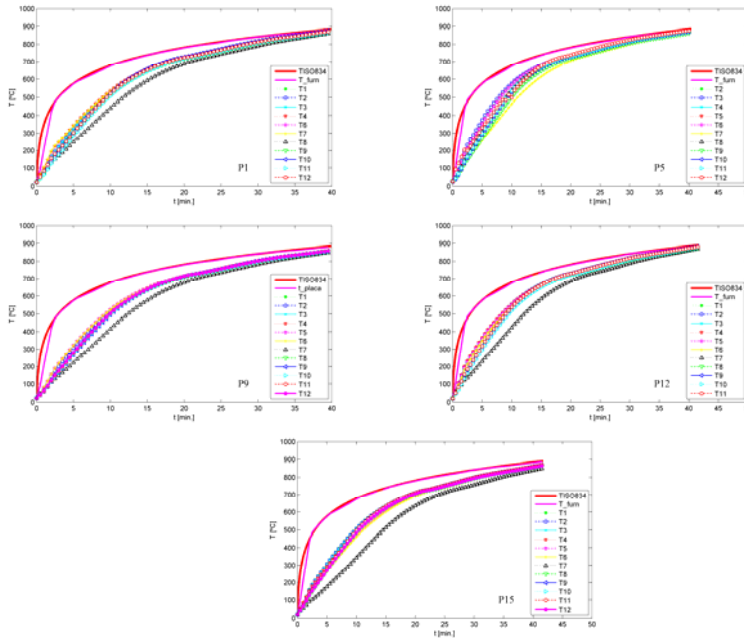 1000
900
800
700
600
500
400
300
200
100
0
T [ºC]
TISO834
T_furn
T1
T2
T3
T4
T6
T7
T8
T9
T10
T11
T12
P1
0 5 10 15 20 25 30 35 40
t [min.]
1000
900
800
700
600
500
400
300
200
100
0
T [ºC]
TISO834
T_furn
T2
T3
T4
T5
T6
T7
T8
T9
T10
T11
T12
P5
0 5 10 15 20 25 30 35 40 45
t [min.]
1000
900
800
700
600
500
400
300
200
100
0
T [ºC]
TISO834
t_placa
T1
T2
T3
T4
T5
T6
T7
T8
T9
T10
T11
T12
P9
0 5 10 15 20 25 30 35 40
t [min.]
1000
900
800
700
600
500
400
300
200
100
0
T [ºC]
TISO834
T_furn
T1
T2
T3
T4
T5
T6
T7
T8
T9
T10
T11
P12
0 5 10 15 20 25 30 35 40 45
t [min.]
1000
900
800
700
600
500
400
300
200
100
0
T [ºC]
TISO834
T_furn
T1
T2
T3
T4
T5
T6
T7
T8
T9
T10
T11
T12
P15
0 5 10 15 20 25 30 35 40 45 50
t [min.]